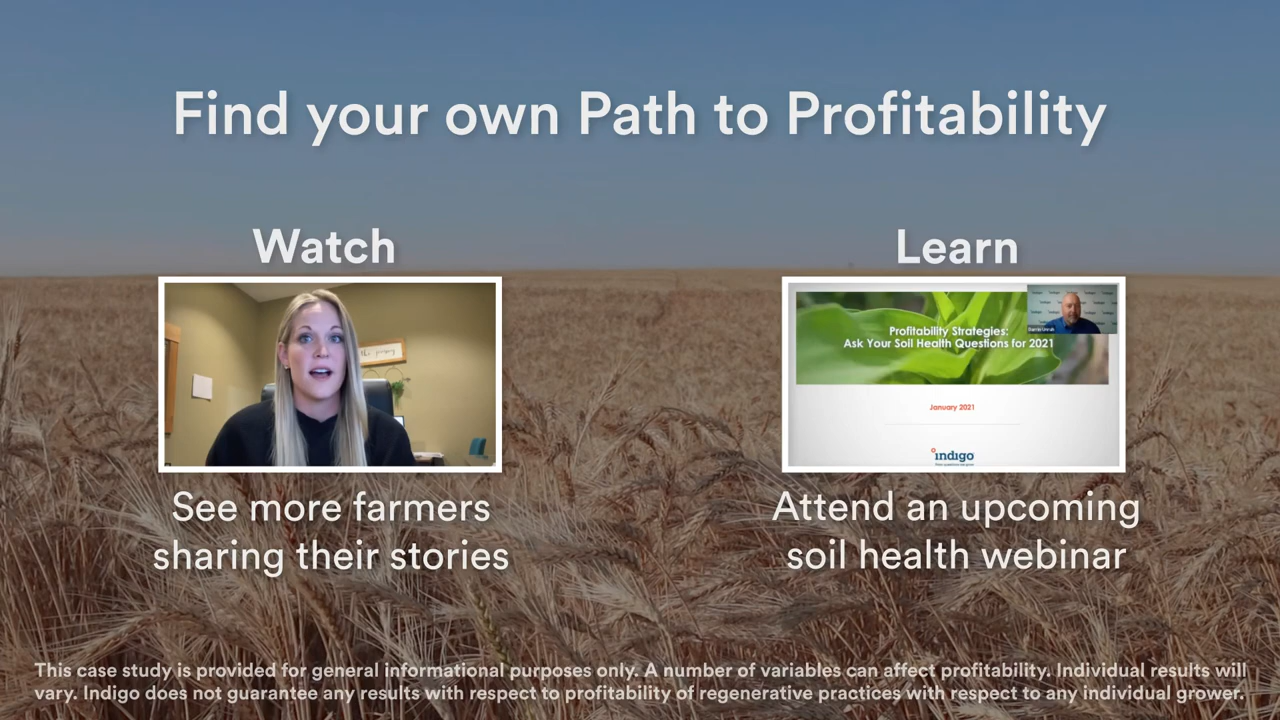 Find your own Path to Profitability
Watch
Learn
Profitability Strategies:
Ask Your Soil Health Questions for 2021
January 2021
indigo
See more farmers
sharing their stories
Attend an upcoming
soil health webinar
This case study is provided for general informational purposes only. A number of variables can affect profitability. Individual results will
vary. Indigo does not guarantee any results with respect to profitability of regenerative practices with respect to any individual grower.